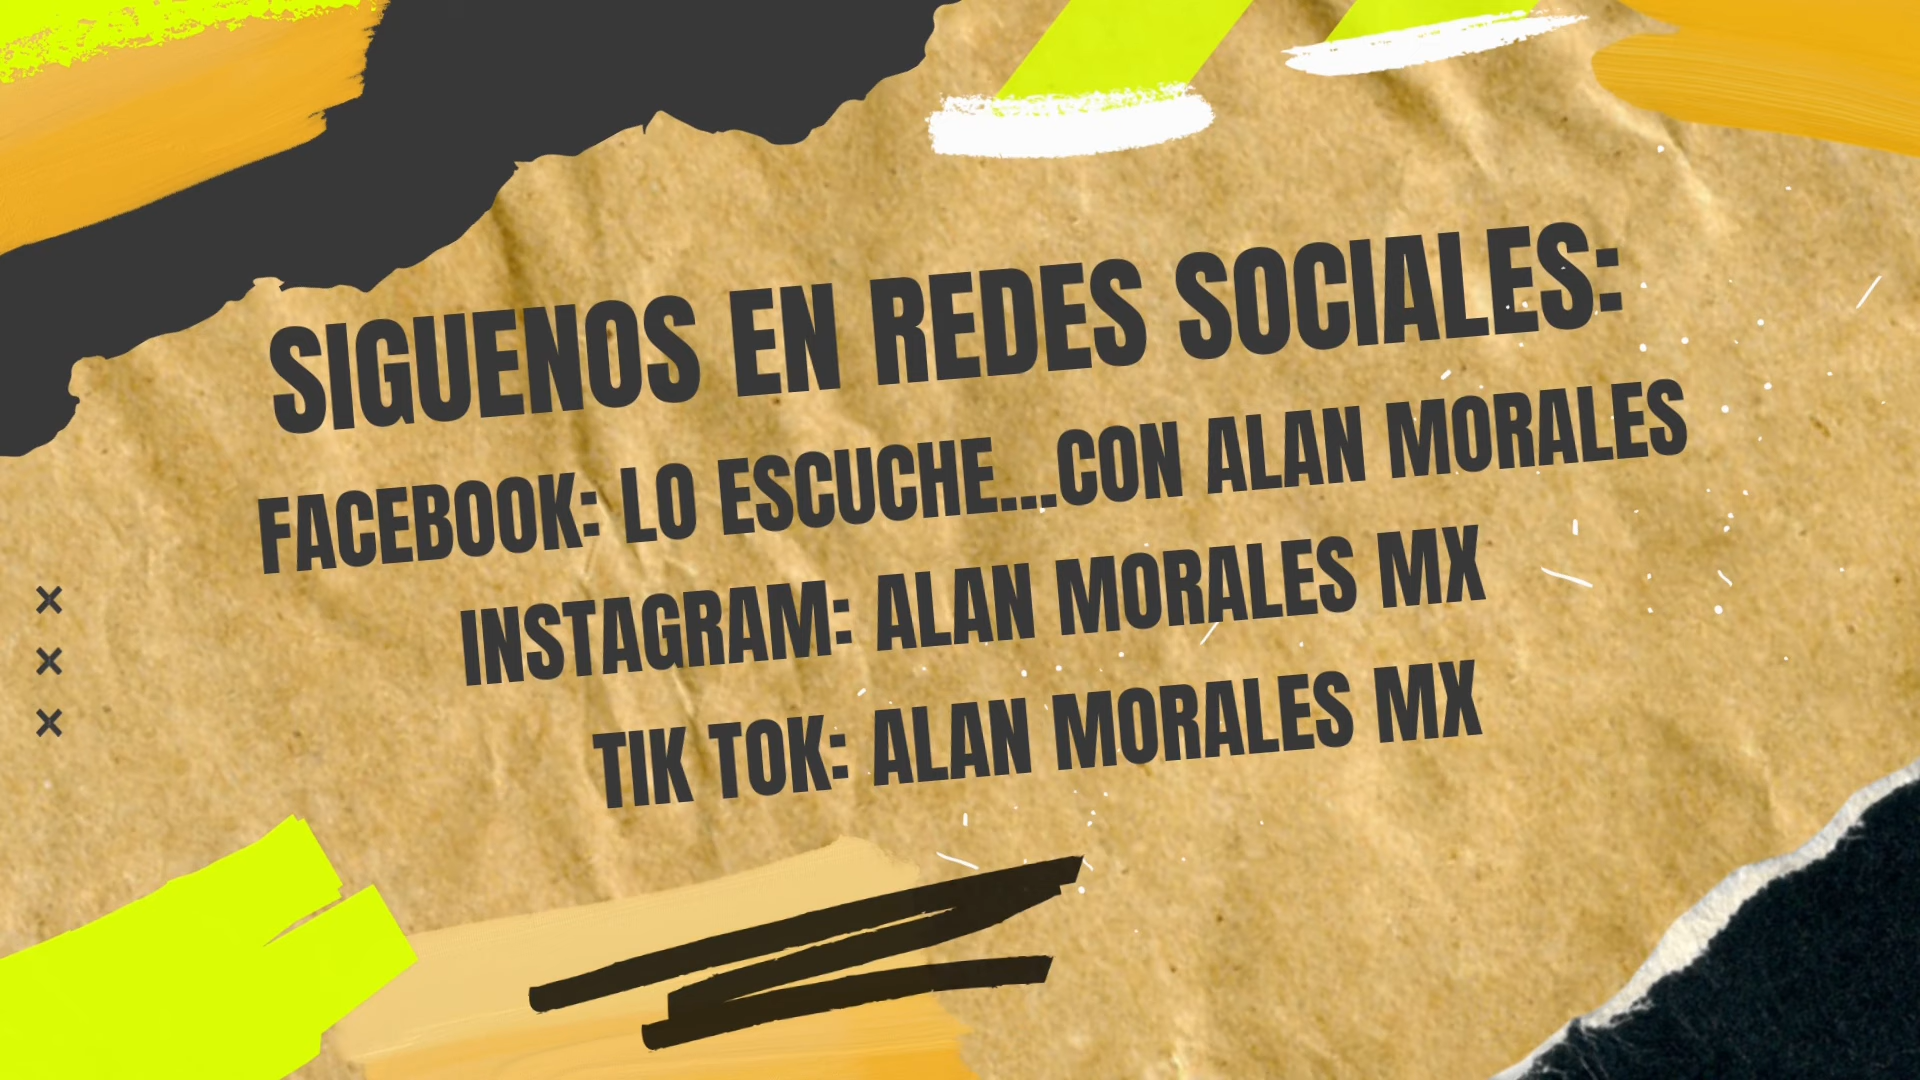 SIGUENOS EN REDES SOCIALES:
FACEBOOK: LO ESCUCHE...CON ALAN MORALES
INSTAGRAM: ALAN MORALES MX
TIK TOK: ALAN MORALES MX